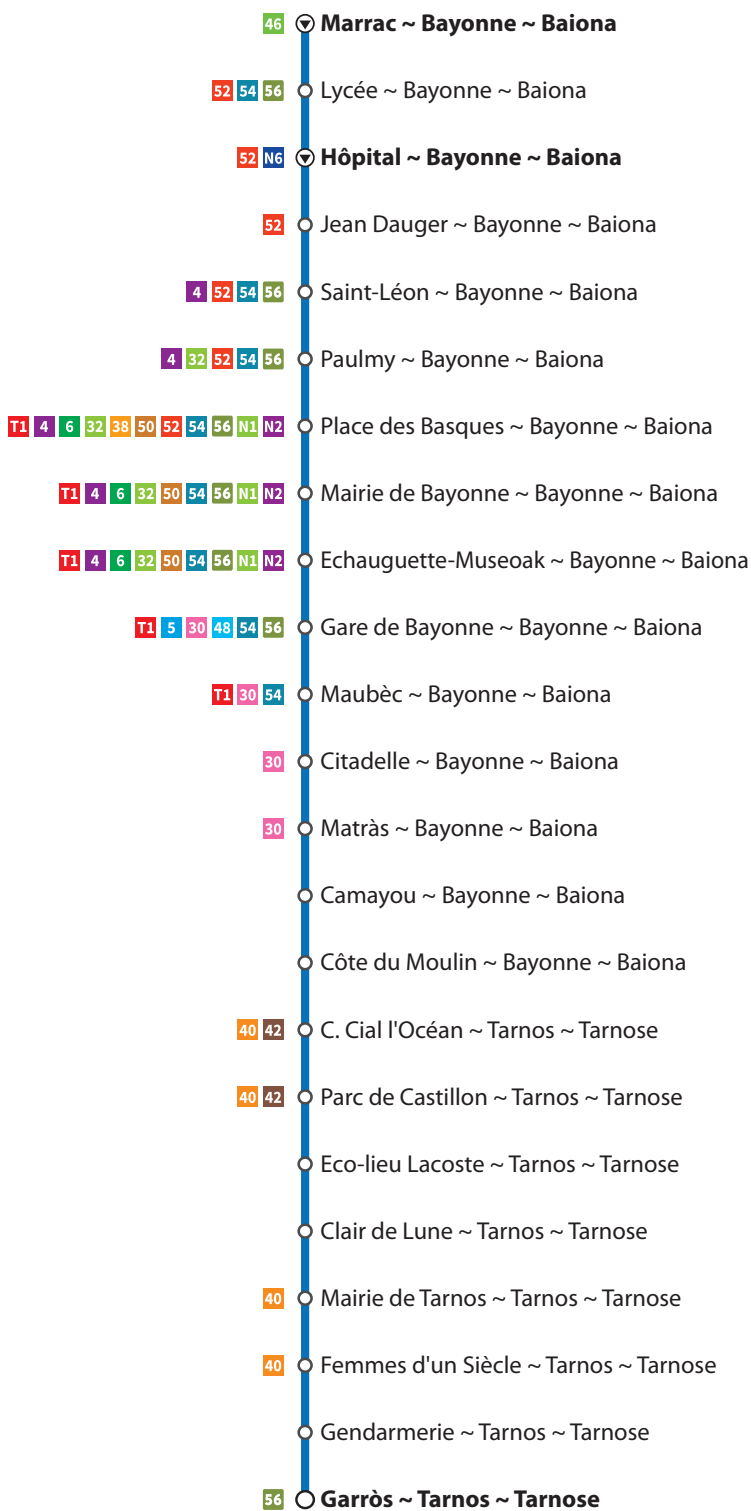 46 Marrac ~ Bayonne ~ Baiona
52 54 56 Lycée ~ Bayonne ~ Baiona
52 N6 Hôpital ~ Bayonne ~ Baiona
52 Jean Dauger ~ Bayonne ~ Baiona
4 52 54 56 Saint-Léon ~ Bayonne ~ Baiona
4 32 52 54 56 Paulmy ~ Bayonne ~ Baiona
T1 4 6 32 38 50 52 54 56 N1 N2 Place des Basques ~ Bayonne ~ Baiona
T1 4 6 32 50 54 56 N1 N2 Mairie de Bayonne ~ Bayonne ~ Baiona
T1 4 6 32 50 54 56 N1 N2 Echauguette-Museoak ~ Bayonne ~ Baiona
T1 5 30 48 54 56 Gare de Bayonne ~ Bayonne ~ Baiona
T1 30 54 Maubèc ~ Bayonne ~ Baiona
30 Citadelle ~ Bayonne ~ Baiona
30 Matràs ~ Bayonne ~ Baiona
Camayou ~ Bayonne ~ Baiona
Côte du Moulin ~ Bayonne ~ Baiona
40 42 C. Cial l'Océan ~ Tarnos ~ Tarnose
40 42 Parc de Castillon ~ Tarnos ~ Tarnose
Eco-lieu Lacoste ~ Tarnos ~ Tarnose
Clair de Lune ~ Tarnos ~ Tarnose
40 Mairie de Tarnos ~ Tarnos ~ Tarnose
40 Femmes d'un Siècle ~ Tarnos ~ Tarnose
Gendarmerie ~ Tarnos ~ Tarnose
56 Garròs ~ Tarnos ~ Tarnose